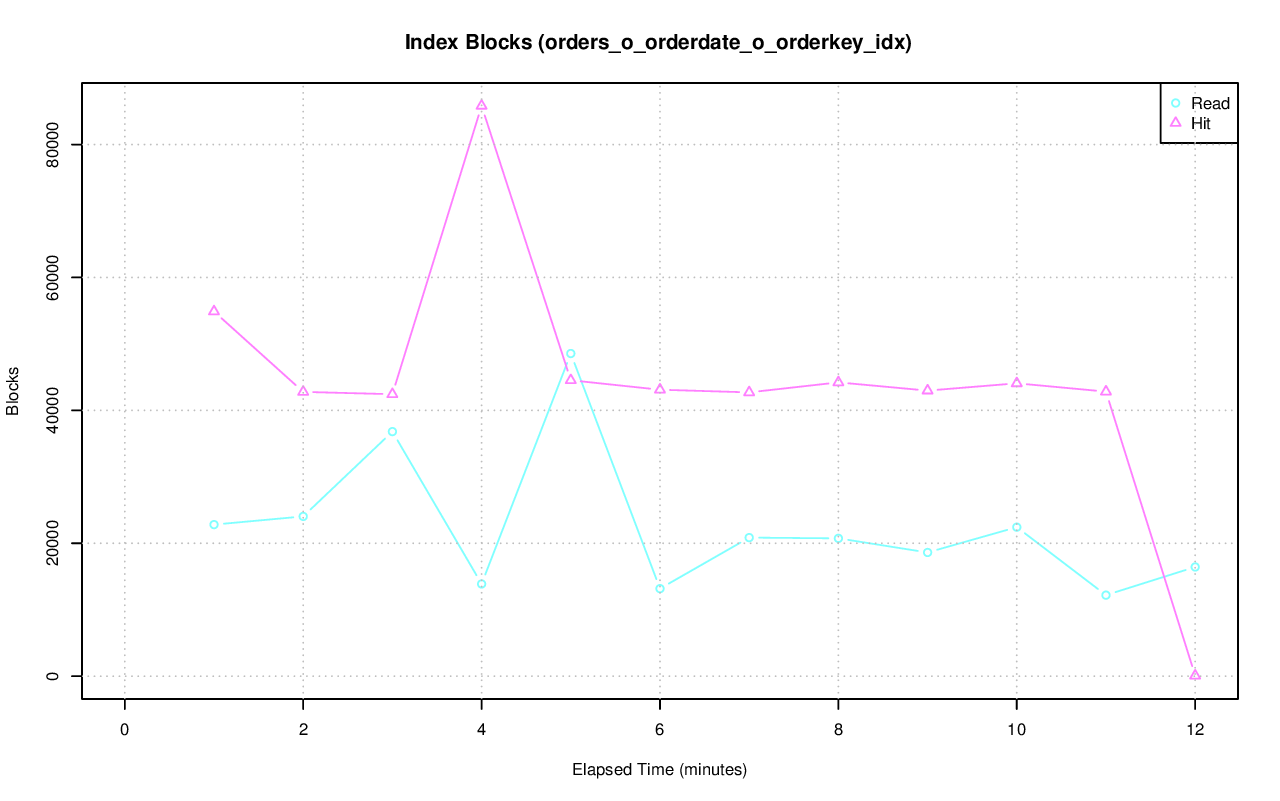 Index Blocks (orders_o_orderdate_o_orderkey_idx)
Read
Hit
Blocks
80000
60000
40000
20000
0
0 2 4 6 8 10 12
Elapsed Time (minutes)